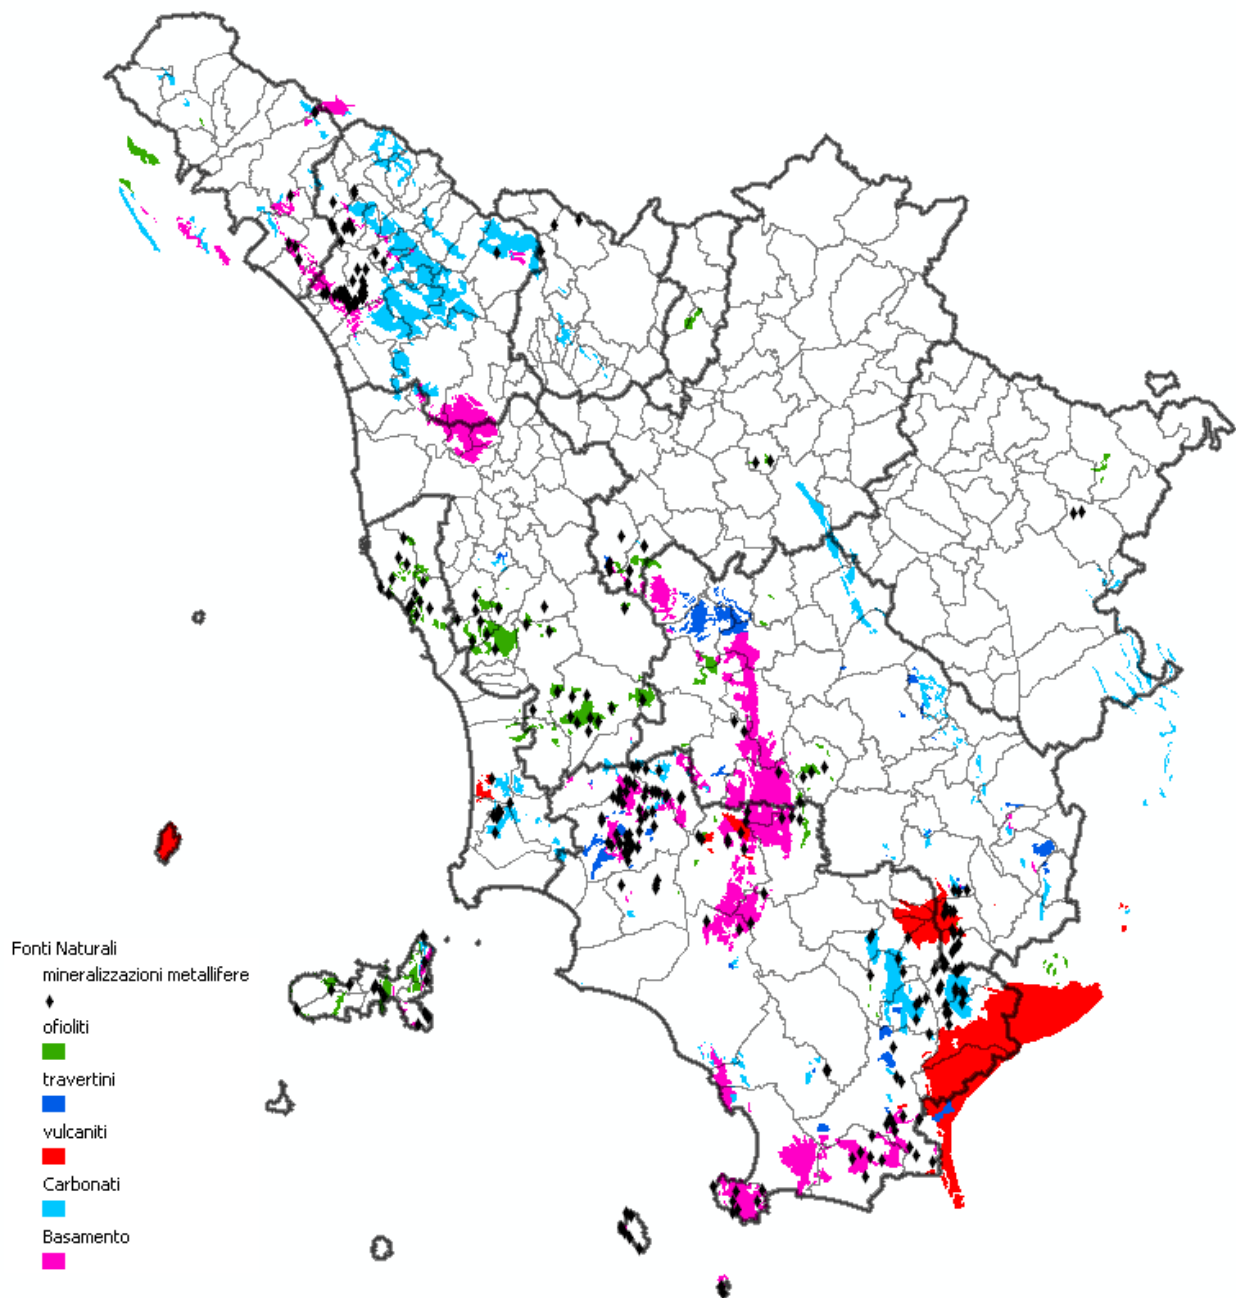 Fonti Naturali
mineralizzazioni metallifere
ofioliti
travertini
vulcaniti
Carbonati
Basamento